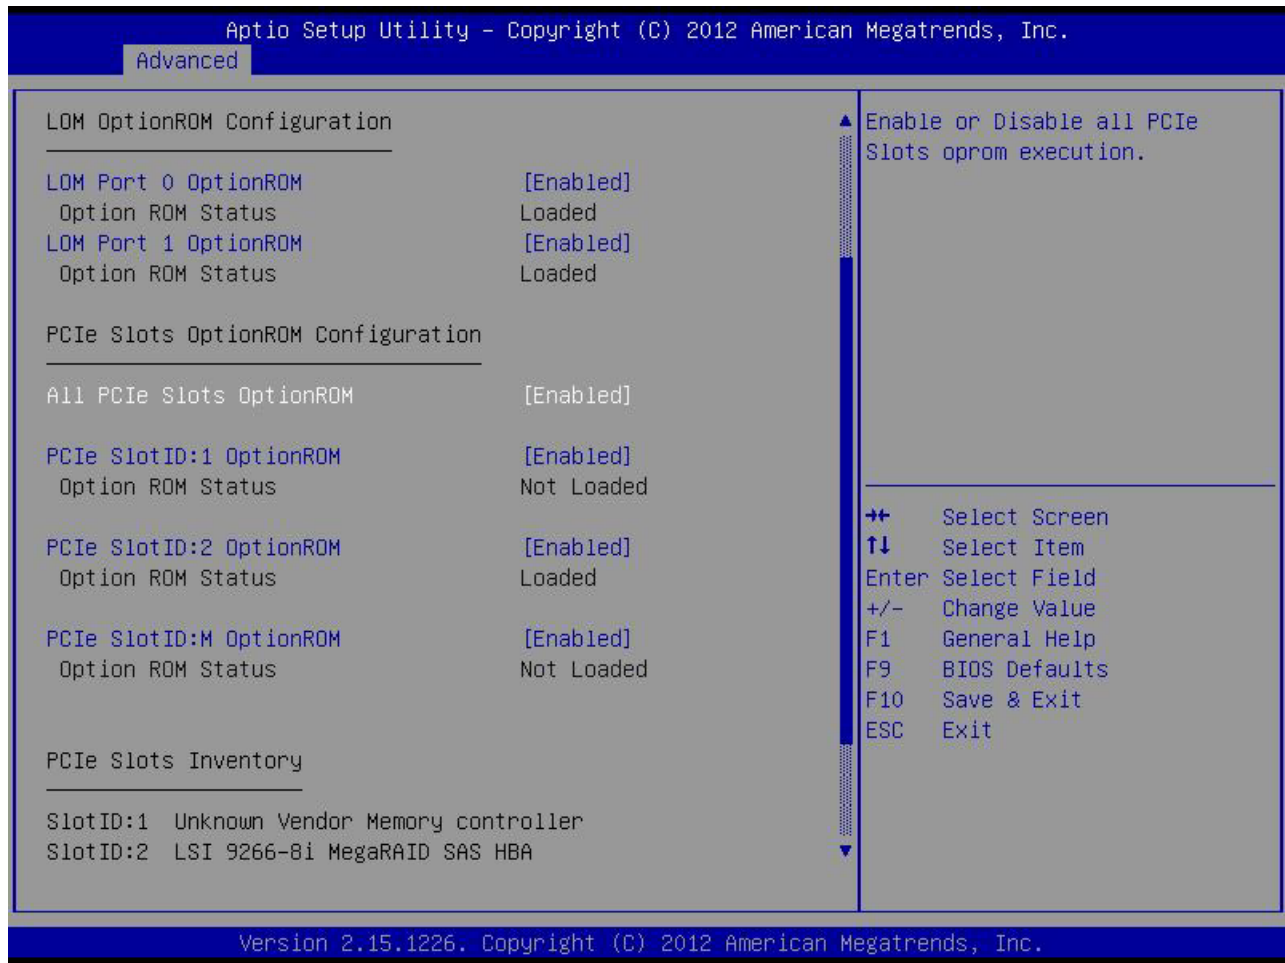 Aptio Setup Utility – Copyright (C) 2012 American Megatrends, Inc.
Advanced
LOM OptionROM Configuration
LOM Port 0 OptionROM [Enabled]
Option ROM Status Loaded
LOM Port 1 OptionROM [Enabled]
Option ROM Status Loaded
PCIe Slots OptionROM Configuration
All PCIe Slots OptionROM [Enabled]
PCIe SlotID:1 OptionROM [Enabled]
Option ROM Status Not Loaded
PCIe SlotID:2 OptionROM [Enabled]
Option ROM Status Loaded
PCIe SlotID:M OptionROM [Enabled]
Option ROM Status Not Loaded
PCIe Slots Inventory
SlotID:1 Unknown Vendor Memory controller
SlotID:2 LSI 9266-8i MegaRAID SAS HBA
Enable or Disable all PCIe
Slots oprom execution.
→← Select Screen
↑↓ Select Item
Enter Select Field
+/- Change Value
F1 General Help
F9 BIOS Defaults
F10 Save & Exit
ESC Exit
Version 2.15.1226. Copyright (C) 2012 American Megatrends, Inc.